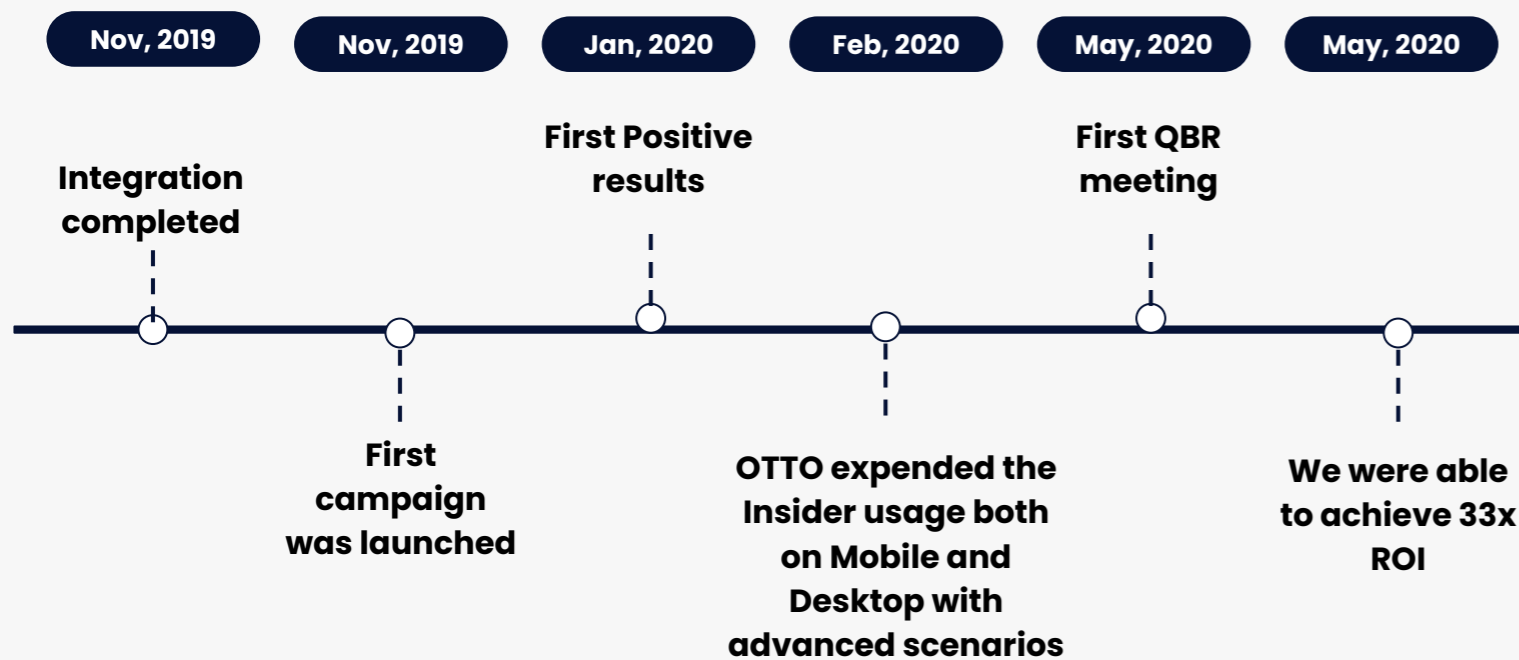 Nov, 2019
Nov, 2019
Jan, 2020
Feb, 2020
May, 2020
May, 2020
Integration
completed
First
campaign
was launched
First Positive
results
OTTO expended the
Insider usage both
on Mobile and
Desktop with
advanced scenarios
First QBR
meeting
We were able
to achieve 33x
ROI